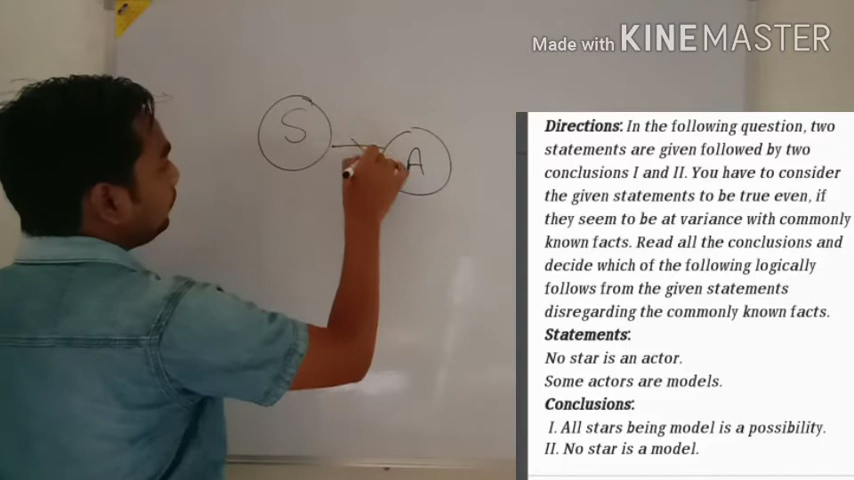 Made with KINEMASTER
S
A
Directions: In the following question, two
statements are given followed by two
conclusions I and II. You have to consider
the given statements to be true even, if
they seem to be at variance with commonly
known facts. Read all the conclusions and
decide which of the following logically
follows from the given statements
disregarding the commonly known facts.
Statements:
No star is an actor.
Some actors are models.
Conclusions:
I. All stars being model is a possibility.
II. No star is a model.